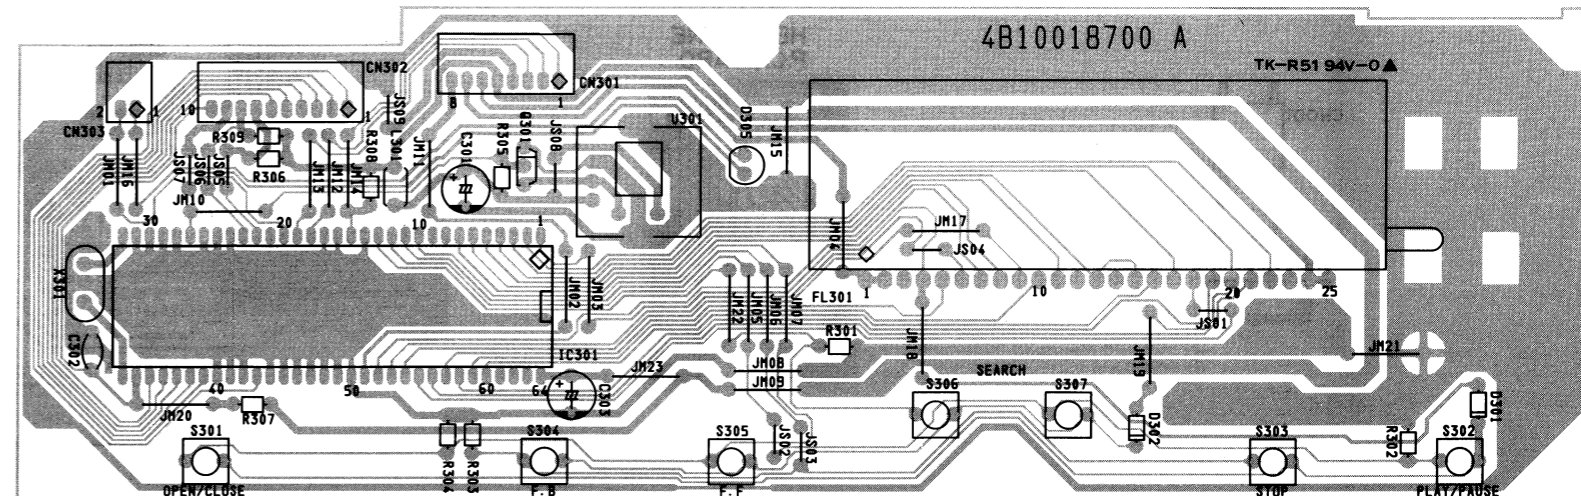 4B10018700 A
TK-R51 94V-0
CN302
CN301
JS09
8
1
2
1
10
1
CN303
R309
R306
R308
L301
JM11
C301
R305
Q301
JS08
U301
D305
JM15
JM01
JM16
JS07
JS06
JS05
JM13
JM12
JM14
JM10
30
20
10
1
JM04
JM17
JS04
X301
JM02
JM03
JM22
JM05
JM06
JM07
FL301
1
10
20
25
JS01
C302
IC301
R301
JM18
JM19
JM21
40
50
60
64
JM23
JM08
JM09
C303
SEARCH
S306
S307
JM20
R307
D302
D301
S301
R304
R303
S304
S305
JS02
JS03
S303
R302
S302
OPEN/CLOSE
F.B
F.F
STOP
PLAY/PAUSE